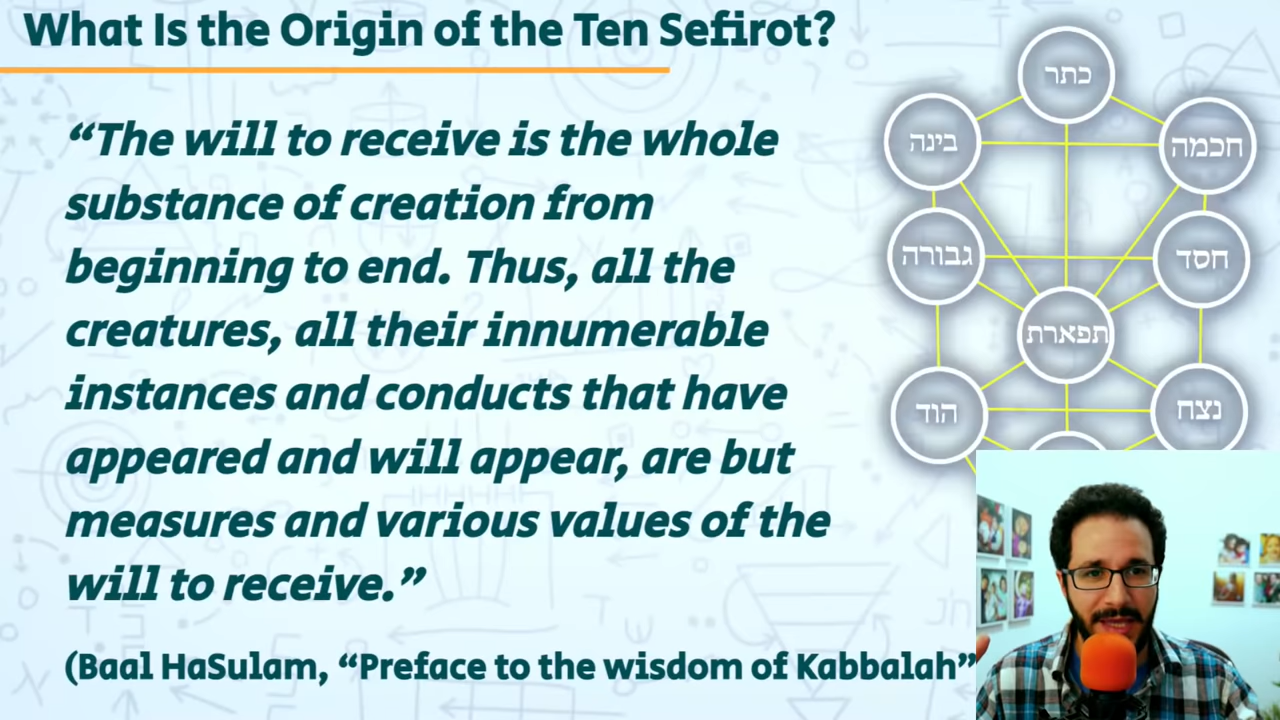 What Is the Origin of the Ten Sefirot?
“The will to receive is the whole
substance of creation from
beginning to end. Thus, all the
creatures, all their innumerable
instances and conducts that have
appeared and will appear, are but
measures and various values of the
will to receive.”
(Baal HaSulam, “Preface to the wisdom of Kabbalah”
כתר
חכמה
בינה
חסד
גבורה
תפארת
נצח
הוד